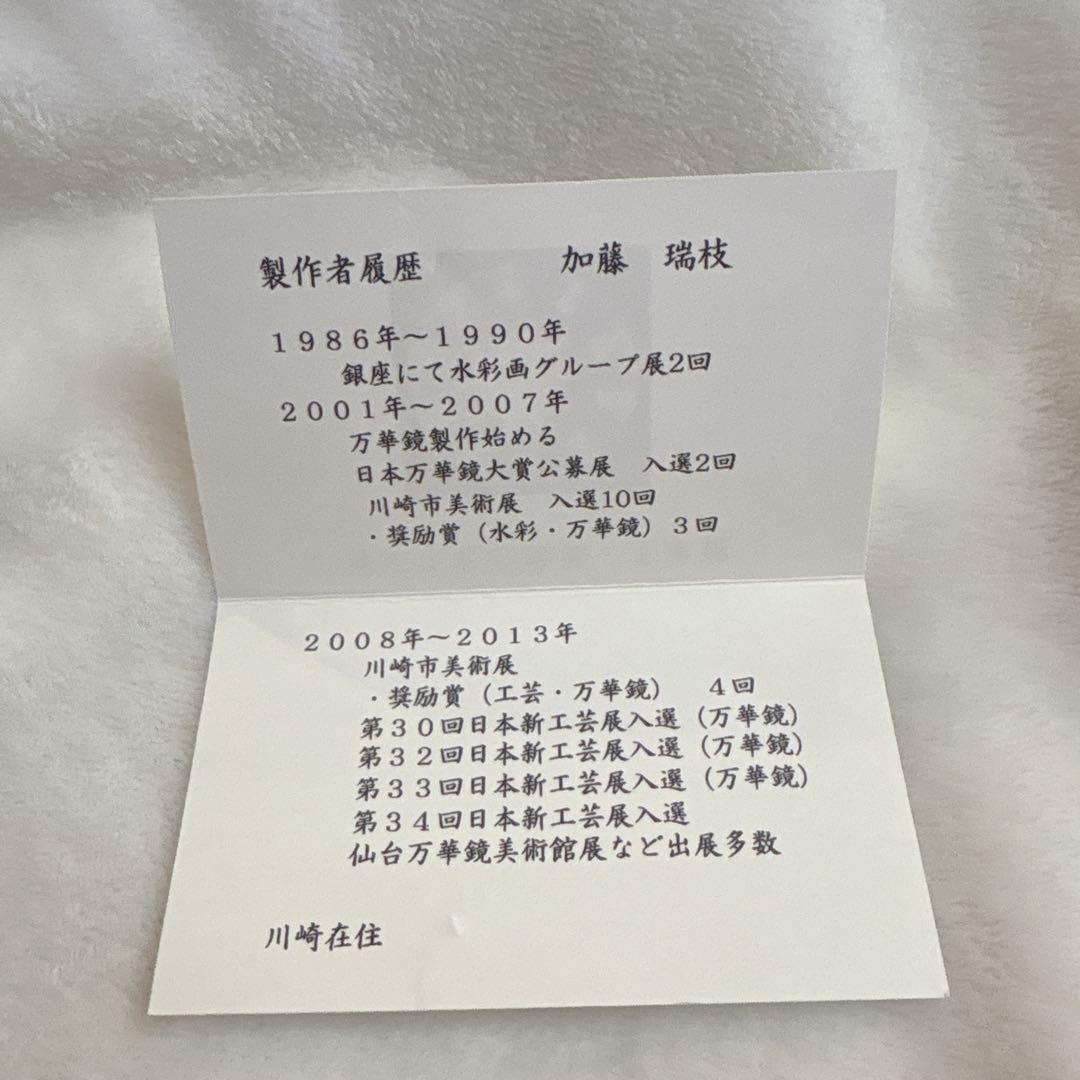 製作者履歴　加藤　瑞枝
１９８６年～１９９０年
銀座にて水彩画グループ展2回
２００１年～２００７年
万華鏡製作始める
日本万華鏡大賞公募展　入選2回
川崎市美術展　入選10回
・奨励賞（水彩・万華鏡）３回
２００８年～２０１３年
川崎市美術展
・奨励賞（工芸・万華鏡）　４回
第３０回日本新工芸展入選（万華鏡）
第３２回日本新工芸展入選（万華鏡）
第３３回日本新工芸展入選（万華鏡）
第３４回日本新工芸展入選
仙台万華鏡美術館展など出展多数
川崎在住